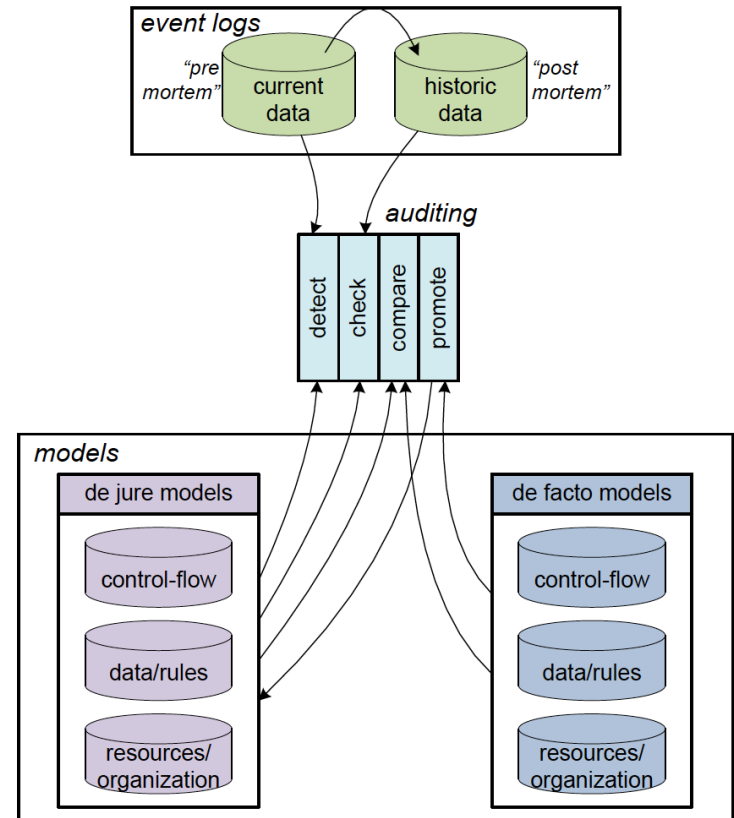 event logs
“pre
mortem”
current
data
historic
data
“post
mortem”
auditing
detect
check
compare
promote
models
de jure models
control-flow
data/rules
resources/
organization
de facto models
control-flow
data/rules
resources/
organization